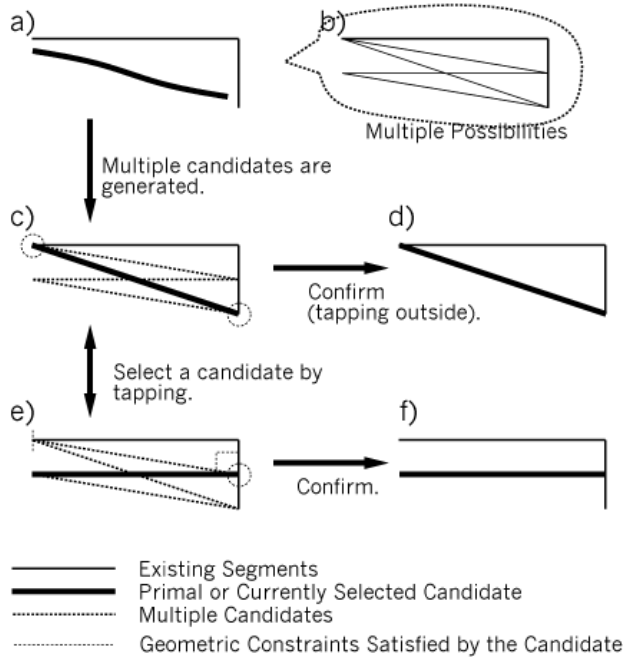 a)
b)
Multiple Possibilities
Multiple candidates are
generated.
c)
d)
Confirm
(tapping outside).
Select a candidate by
tapping.
e)
f)
Confirm.
Existing Segments
Primal or Currently Selected Candidate
Multiple Candidates
Geometric Constraints Satisfied by the Candidate